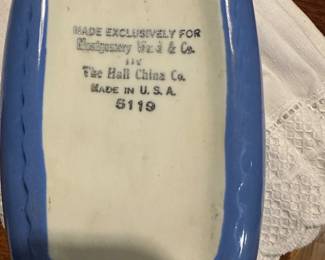 MADE EXCLUSIVELY FOR
Montgomery Ward & Co.
BY
The Hall China Co.
MADE IN U.S.A.
5119